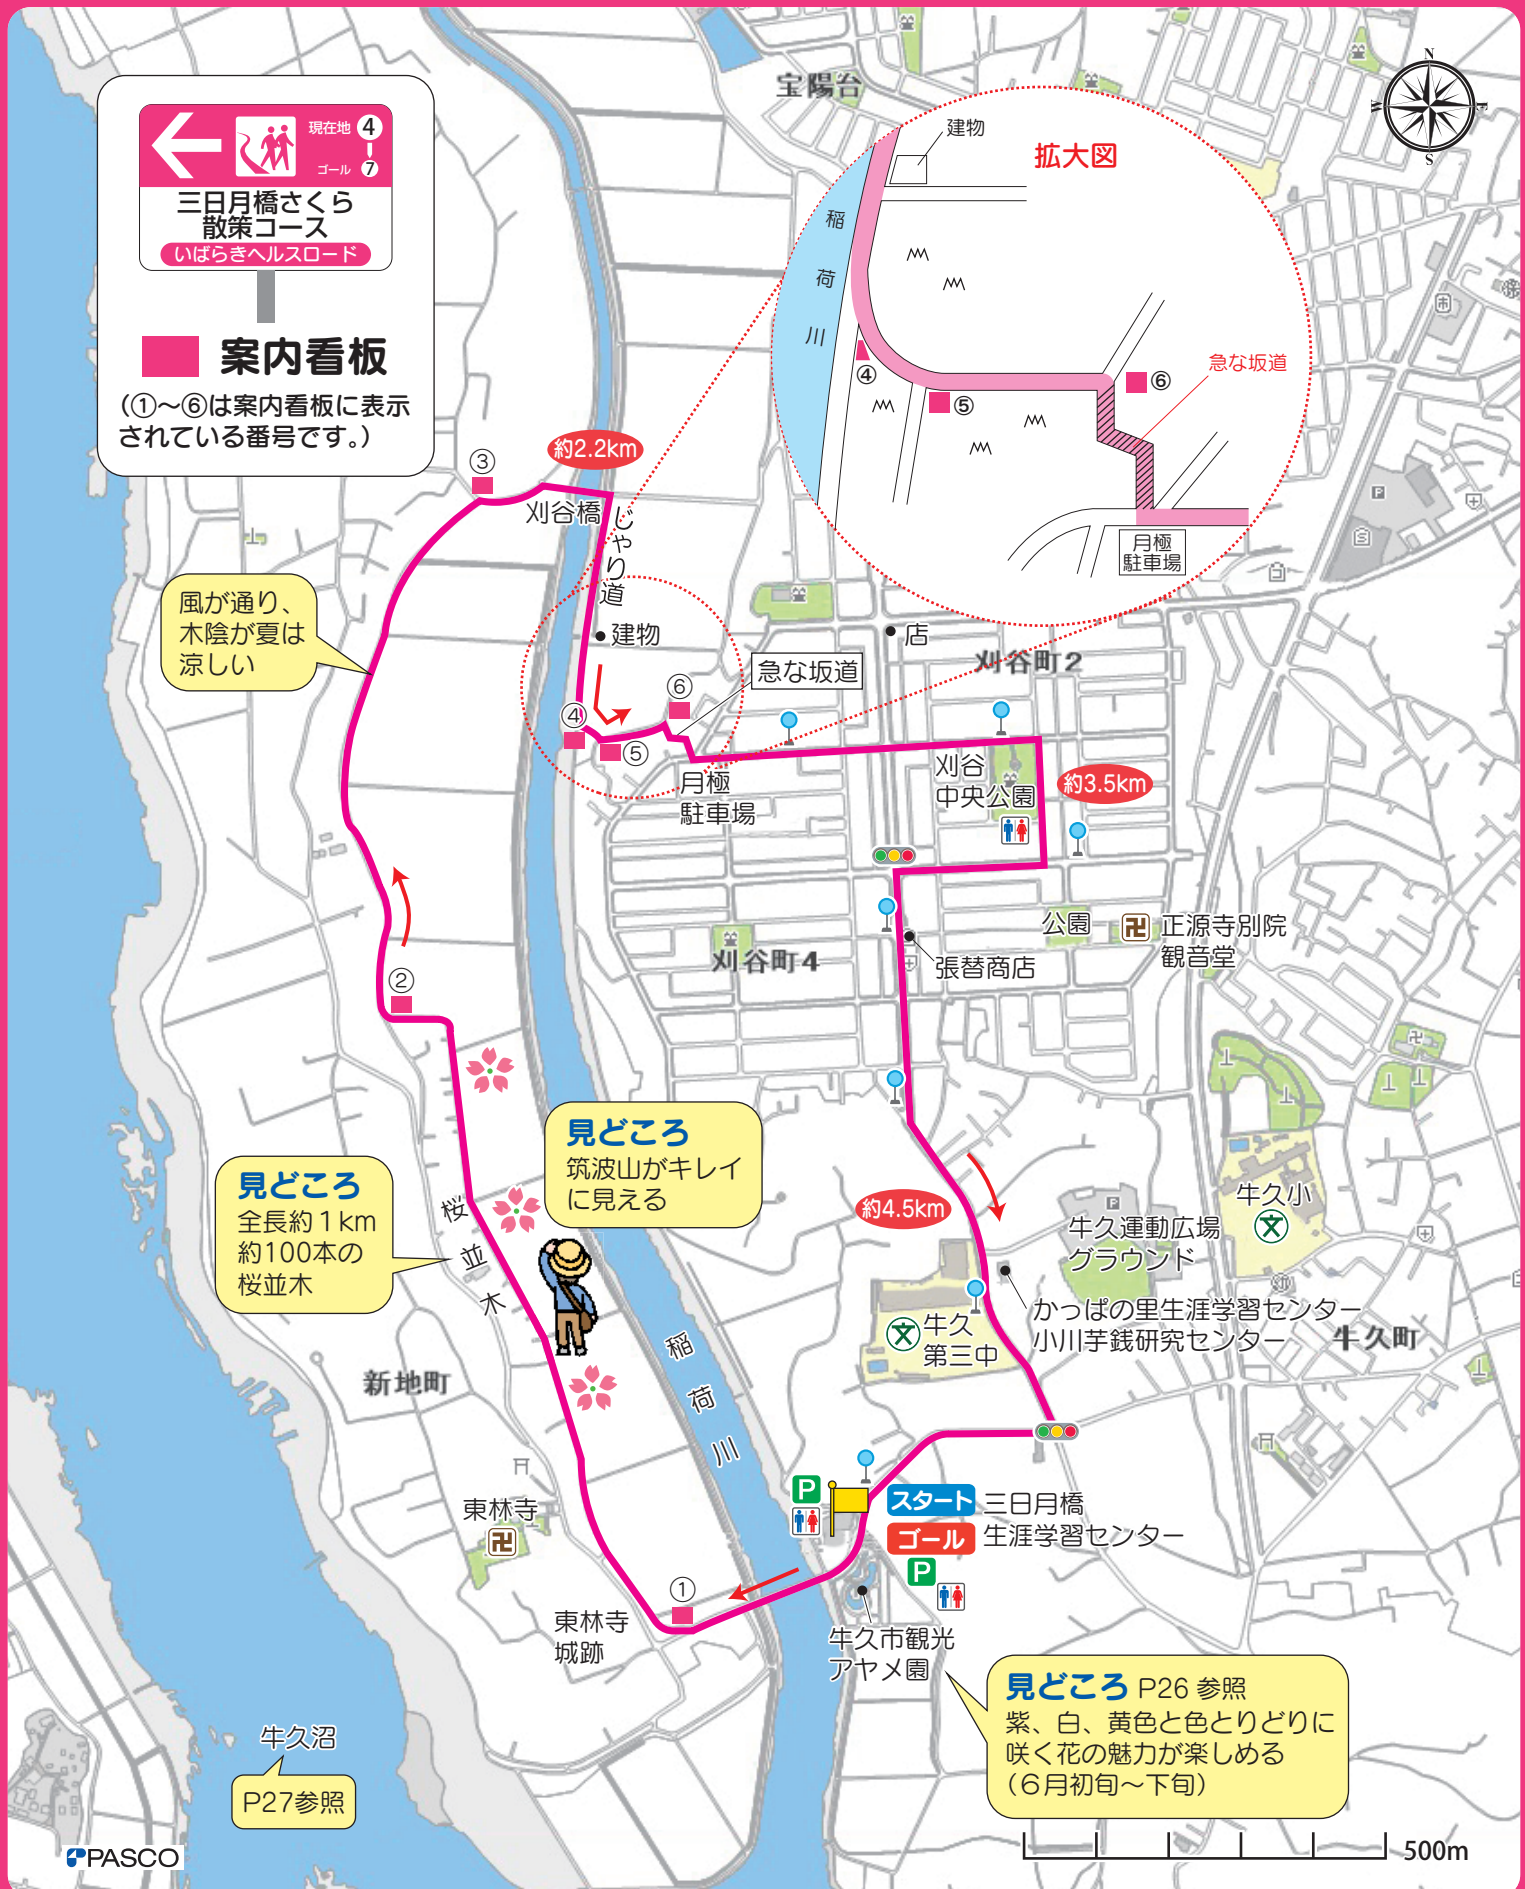 現在地 4
ゴール 7
三日月橋さくら
散策コース
いばらきヘルスロード
案内看板
(①～⑥は案内看板に表示
されている番号です。)
宝陽台
N
W
E
S
拡大図
建物
稲
荷
川
④
⑤
⑥
急な坂道
月極
駐車場
③
約2.2km
刈谷橋
じゃり道
風が通り、
木陰が夏は
涼しい
建物
店
刈谷町2
急な坂道
⑥
④
⑤
月極
駐車場
刈谷
中央公園
約3.5km
公園
正源寺別院
観音堂
刈谷町4
張替商店
②
見どころ
筑波山がキレイ
に見える
見どころ
全長約1km
約100本の
桜並木
桜
並
木
約4.5km
P
牛久運動広場
グラウンド
牛久小
文
かっぱの里生涯学習センター
小川芋銭研究センター
牛久町
文
牛久
第三中
稲
荷
川
新地町
東林寺
P
スタート
ゴール
三日月橋
生涯学習センター
P
①
東林寺
城跡
牛久市観光
アヤメ園
見どころ P26 参照
紫、白、黄色と色とりどりに
咲く花の魅力が楽しめる
(6月初旬～下旬)
牛久沼
P27参照
PASCO
500m